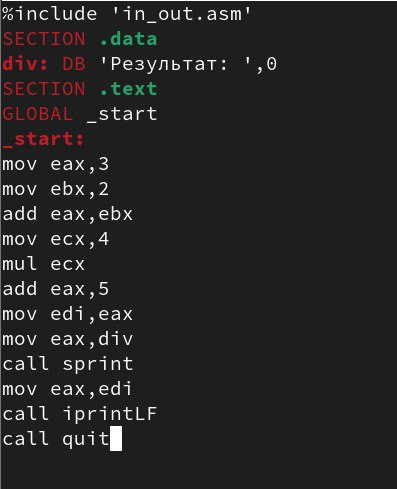 %include 'in_out.asm'
SECTION .data
div: DB 'Результат: ',0
SECTION .text
GLOBAL _start
_start:
mov eax,3
mov ebx,2
add eax,ebx
mov ecx,4
mul ecx
add eax,5
mov edi,eax
mov eax,div
call sprint
mov eax,edi
call iprintLF
call quit